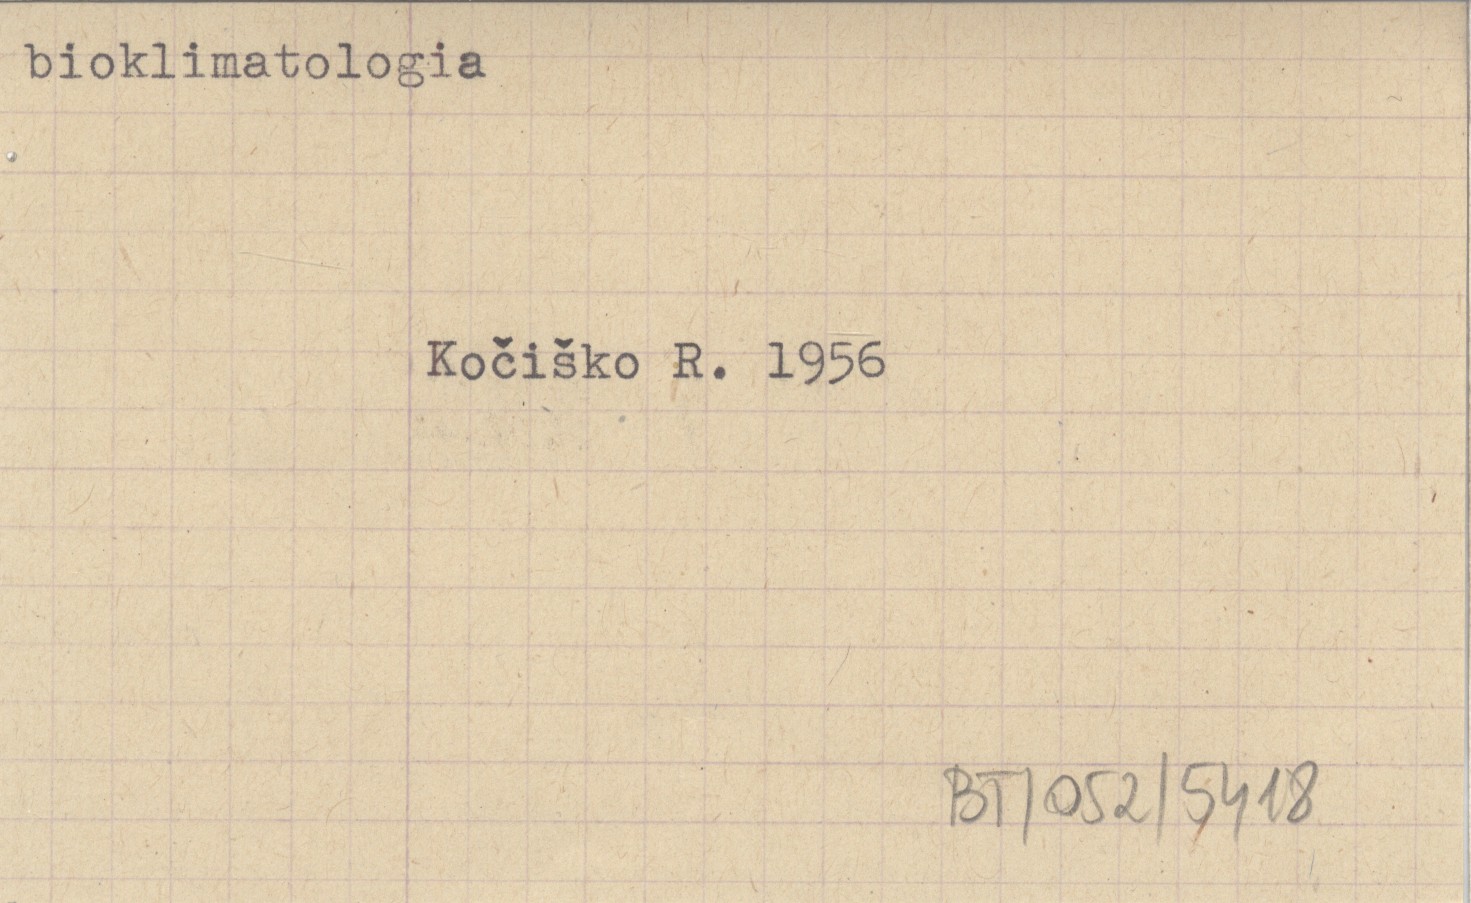 bioklimatologia
Kočiško R. 1956
BT/052/5418